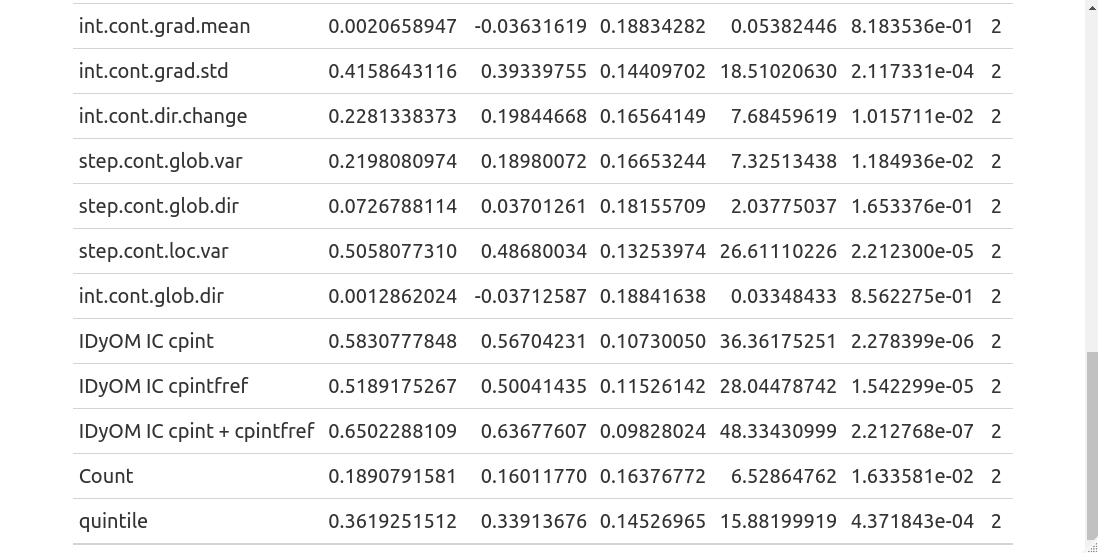 int.cont.grad.mean 0.0020658947 -0.03631619 0.18834282 0.05382446 8.183536e-01 2
int.cont.grad.std 0.4158643116 0.39339755 0.14409702 18.51020630 2.117331e-04 2
int.cont.dir.change 0.2281338373 0.19844668 0.16564149 7.68459619 1.015711e-02 2
step.cont.glob.var 0.2198080974 0.18980072 0.16653244 7.32513438 1.184936e-02 2
step.cont.glob.dir 0.0726788114 0.03701261 0.18155709 2.03775037 1.653376e-01 2
step.cont.loc.var 0.5058077310 0.48680034 0.13253974 26.61110226 2.212300e-05 2
int.cont.glob.dir 0.0012862024 -0.03712587 0.18841638 0.03348433 8.562275e-01 2
IDyOM IC cpint 0.5830777848 0.56704231 0.10730050 36.36175251 2.278399e-06 2
IDyOM IC cpintfref 0.5189175267 0.50041435 0.11526142 28.04478742 1.542299e-05 2
IDyOM IC cpint + cpintfref 0.6502288109 0.63677607 0.09828024 48.33430999 2.212768e-07 2
Count 0.1890791581 0.16011770 0.16376772 6.52864762 1.633581e-02 2
quintile 0.3619251512 0.33913676 0.14526965 15.88199919 4.371843e-04 2